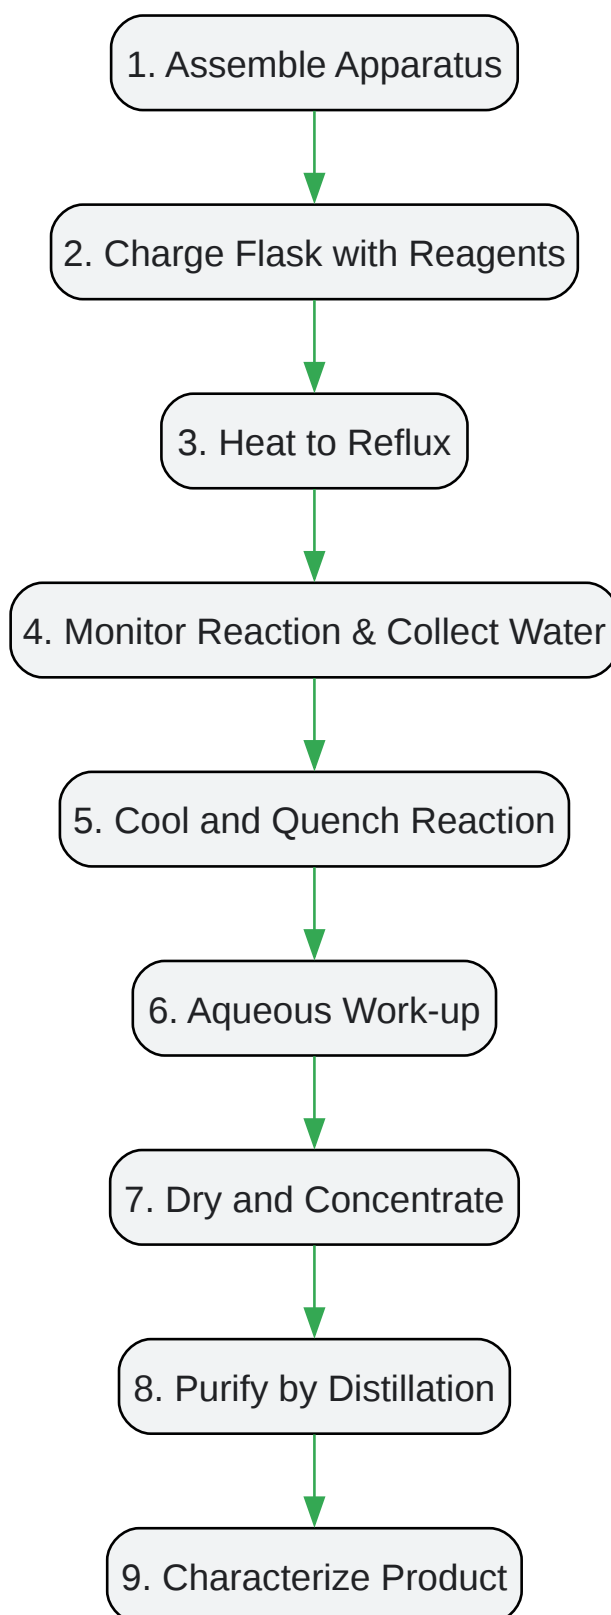 1. Assemble Apparatus
2. Charge Flask with Reagents
3. Heat to Reflux
4. Monitor Reaction & Collect Water
5. Cool and Quench Reaction
6. Aqueous Work-up
7. Dry and Concentrate
8. Purify by Distillation
9. Characterize Product